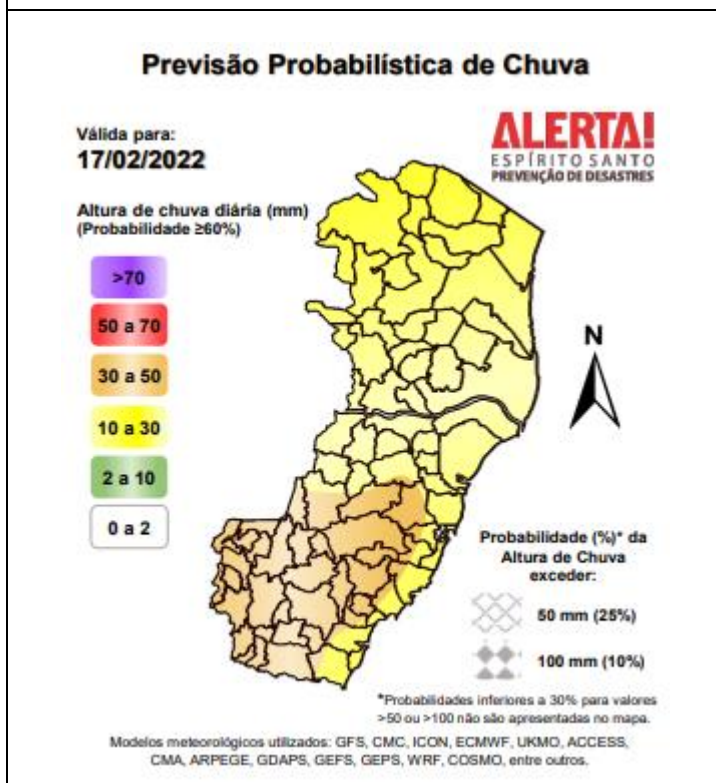 Previsão Probabilística de Chuva
Válida para:
17/02/2022
ALERTA!
ESPÍRITO SANTO
PREVENÇÃO DE DESASTRES
Altura de chuva diária (mm)
(Probabilidade ≥60%)
>70
50 a 70
30 a 50
10 a 30
2 a 10
0 a 2
N
Probabilidade (%)* da
Altura de Chuva
exceder:
50 mm (25%)
100 mm (10%)
*Probabilidades inferiores a 30% para valores
>50 ou >100 não são apresentadas no mapa.
Modelos meteorológicos utilizados: GFS, CMC, ICON, ECMWF, UKMO, ACCESS,
CMA, ARPEGE, GDAPS, GEFS, GEPS, WRF, COSMO, entre outros.